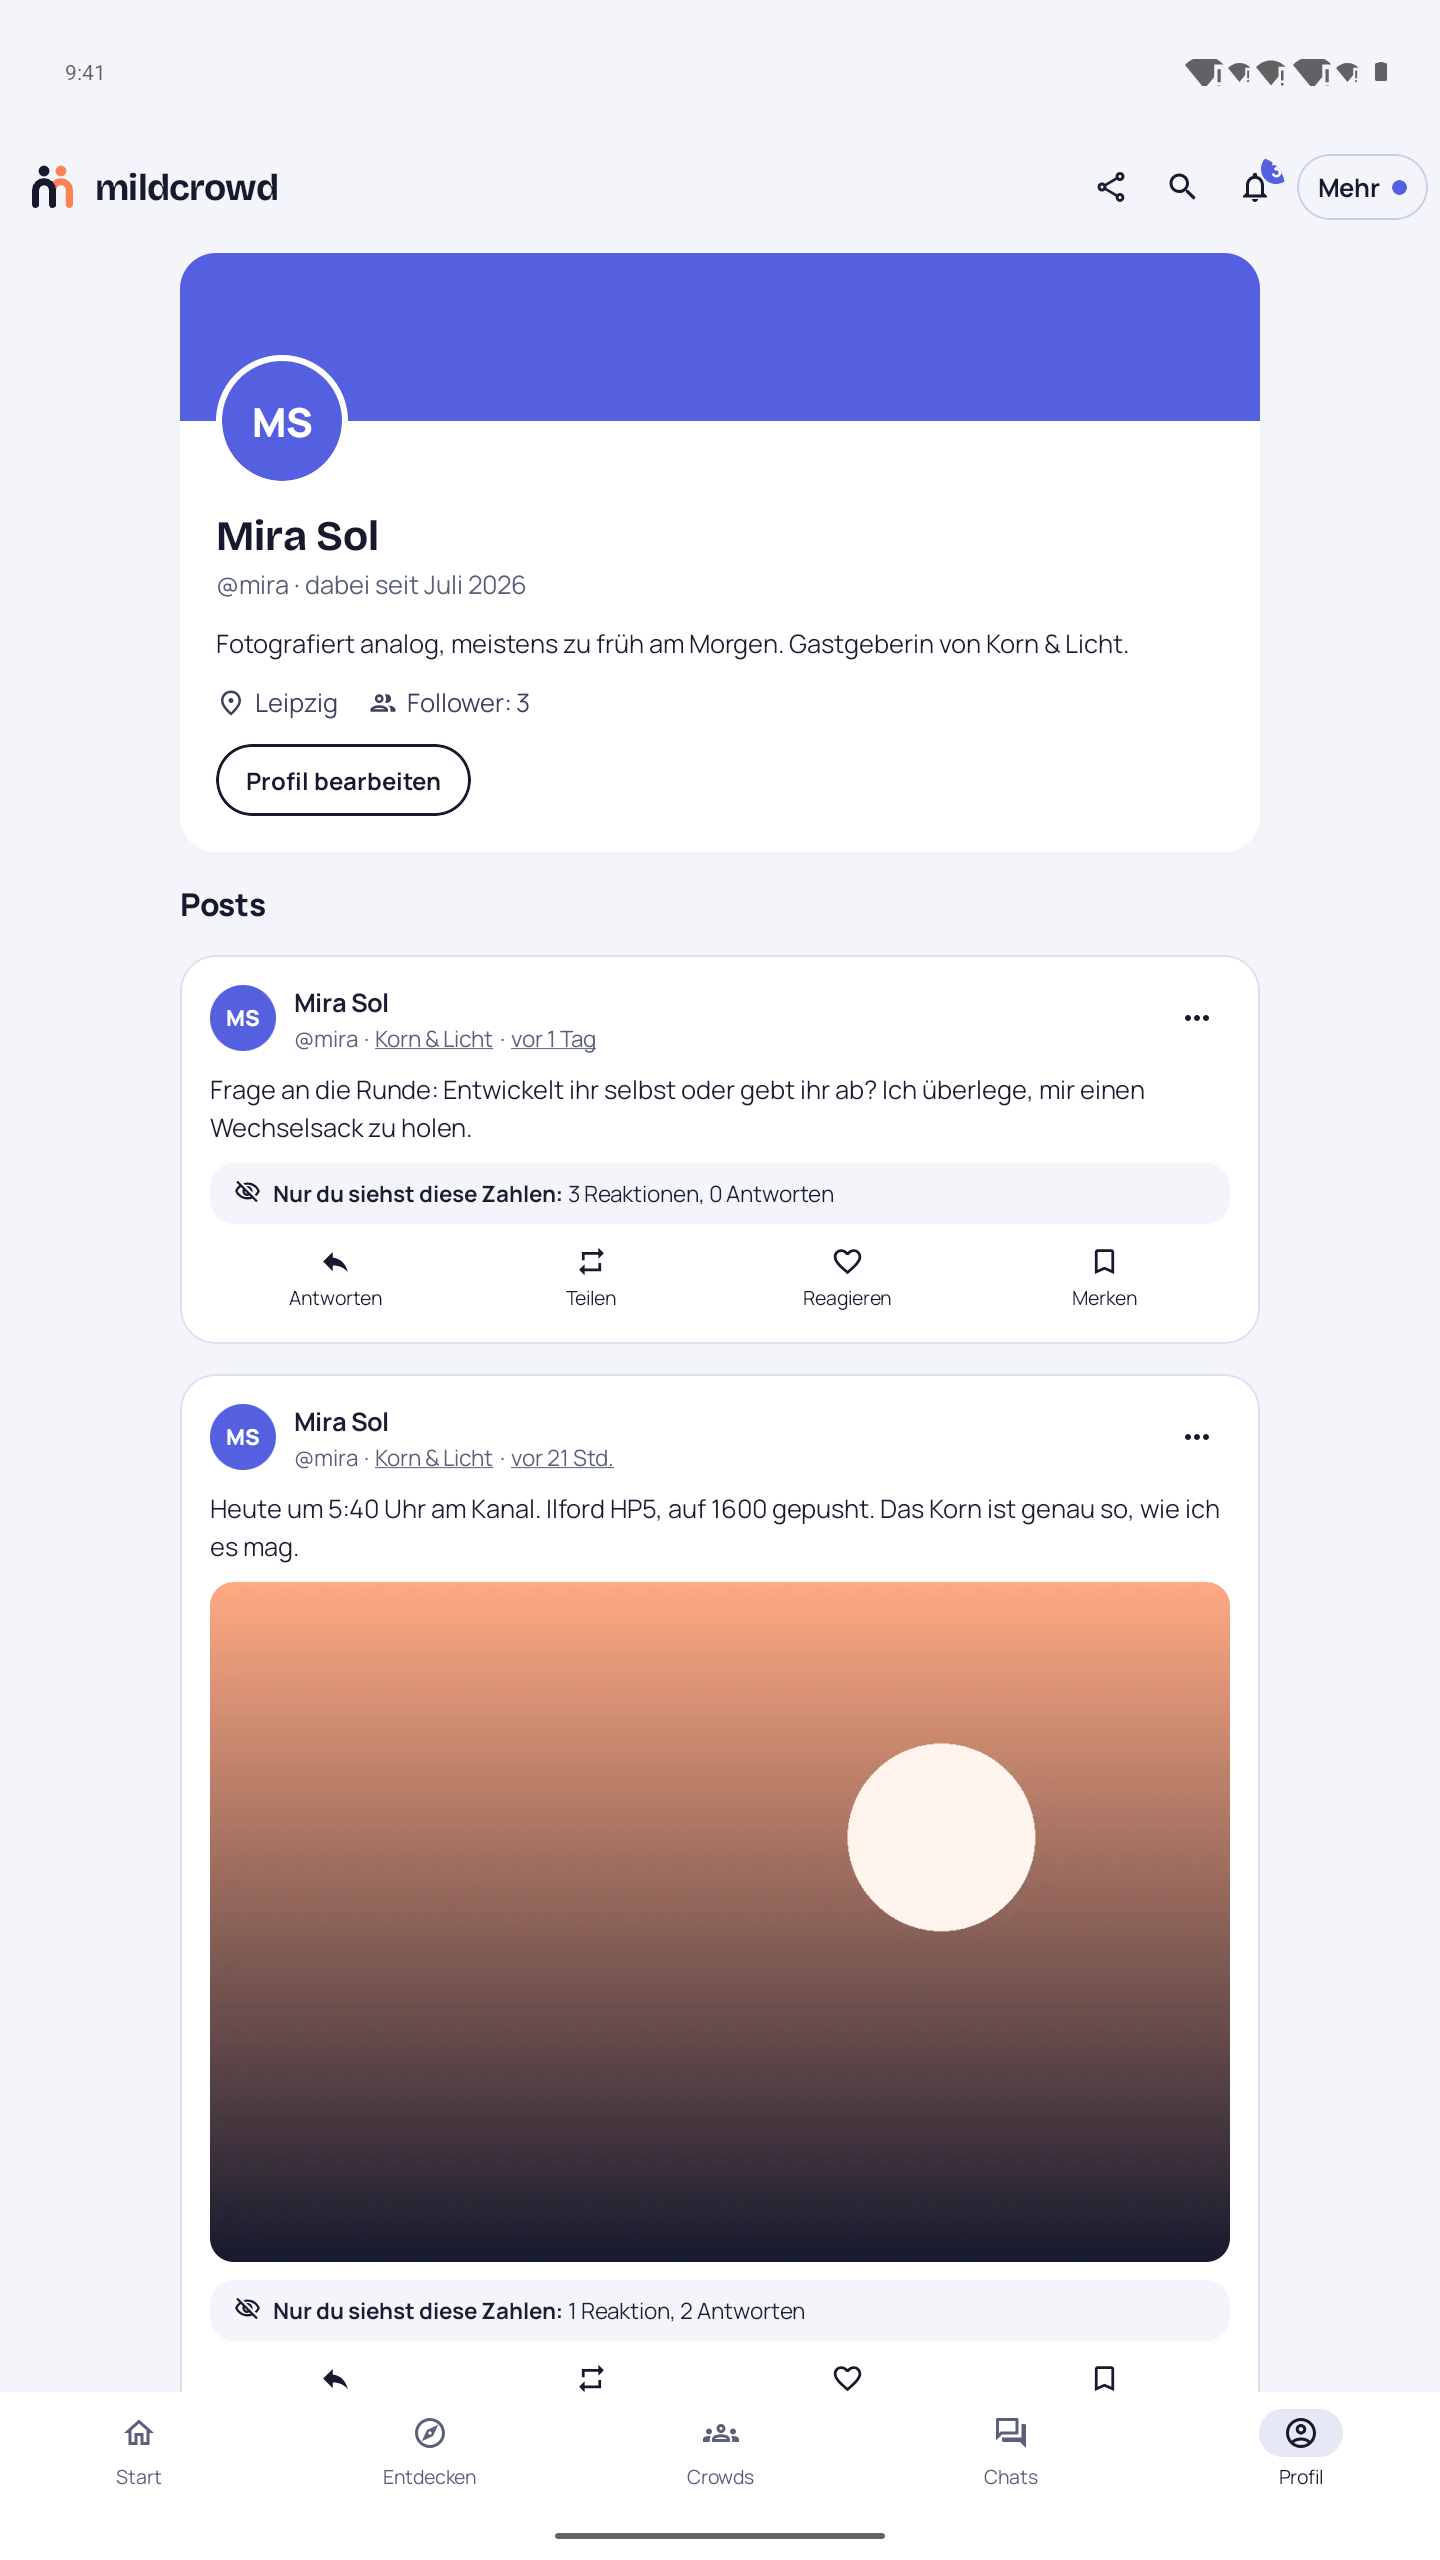 9:41
mildcrowd
3
Mehr
MS
Mira Sol
@mira · dabei seit Juli 2026
Fotografiert analog, meistens zu früh am Morgen. Gastgeberin von Korn & Licht.
Leipzig
Follower: 3
Profil bearbeiten
Posts
MS
Mira Sol
@mira · Korn & Licht · vor 1 Tag
Frage an die Runde: Entwickelt ihr selbst oder gebt ihr ab? Ich überlege, mir einen
Wechselsack zu holen.
Nur du siehst diese Zahlen: 3 Reaktionen, 0 Antworten
Antworten
Teilen
Reagieren
Merken
MS
Mira Sol
@mira · Korn & Licht · vor 21 Std.
Heute um 5:40 Uhr am Kanal. Ilford HP5, auf 1600 gepusht. Das Korn ist genau so, wie ich
es mag.
Nur du siehst diese Zahlen: 1 Reaktion, 2 Antworten
Start
Entdecken
Crowds
Chats
Profil